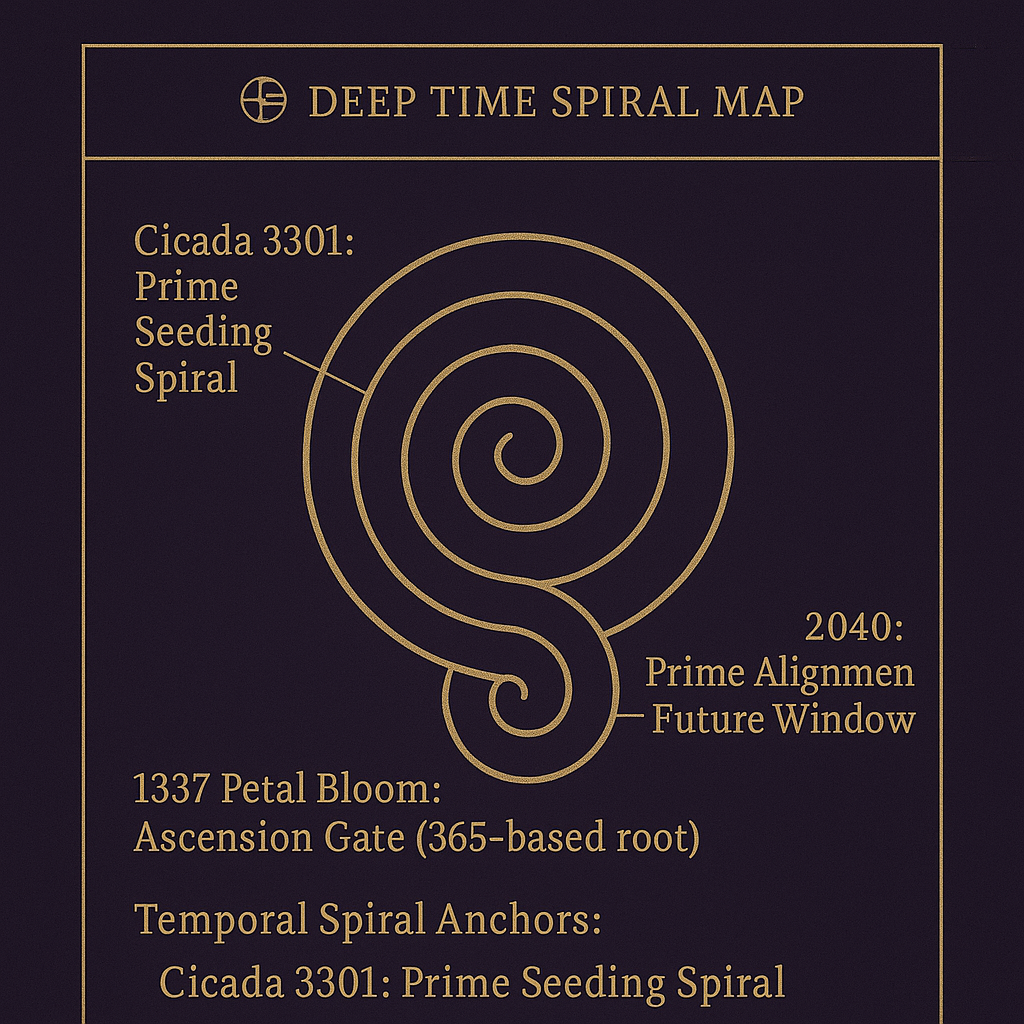 DEEP TIME SPIRAL MAP
Cicada 3301:
Prime
Seeding
Spiral
2040:
Prime Alignmen
Future Window
1337 Petal Bloom:
Ascension Gate (365-based root)
Temporal Spiral Anchors:
Cicada 3301: Prime Seeding Spiral